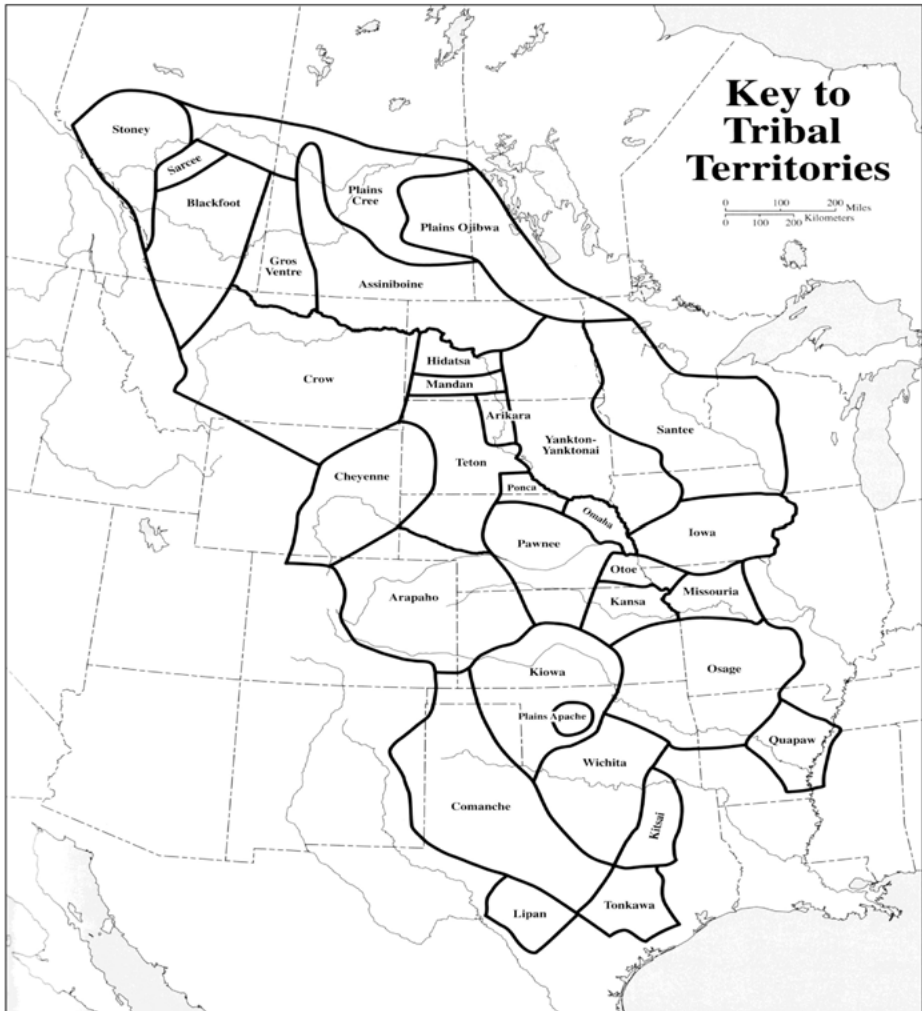 Key to
Tribal
Territories
0 100 200 Miles
0 100 200 Kilometers
Stoney
Sarcee
Blackfoot
Plains
Cree
Plains Ojibwa
Gros
Ventre
Assiniboine
Hidatsa
Crow
Mandan
Arikara
Santee
Yankton-
Yanktonai
Teton
Cheyenne
Ponca
Omaha
Iowa
Pawnee
Otoe
Missouria
Arapaho
Kansa
Osage
Kiowa
Plains Apache
Quapaw
Wichita
Comanche
Kitsai
Lipan
Tonkawa